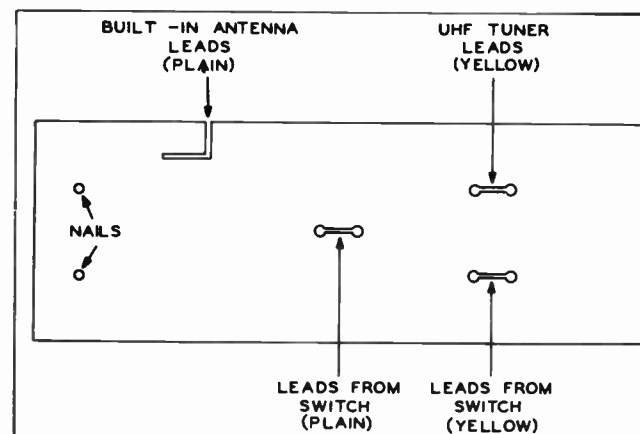 BUILT -IN ANTENNA
LEADS
(PLAIN)
UHF TUNER
LEADS
(YELLOW)
NAILS
LEADS FROM
SWITCH
(PLAIN)
LEADS FROM
SWITCH
(YELLOW)